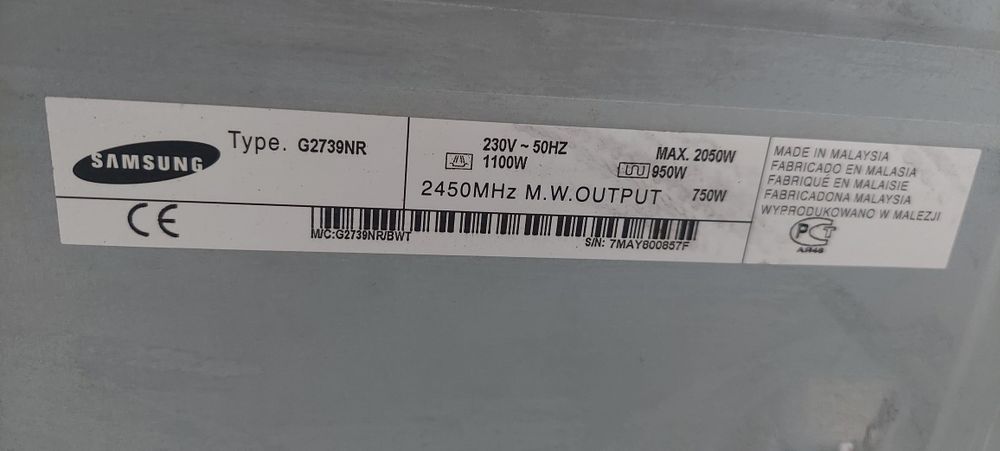 SAMSUNG
Type. G2739NR
230V ~ 50HZ
1100W
MAX. 2050W
950W
2450MHz M.W.OUTPUT 750W
MADE IN MALAYSIA
FABRICADO EN MALASIA
FABRIQUÉ EN MALAISIE
FABRICADONA MALAYSIA
WYPRODUKOWANO W MALEZJI
CE
M/C:G2739NR/BWT
S/N: 7MAY800857F
PCT